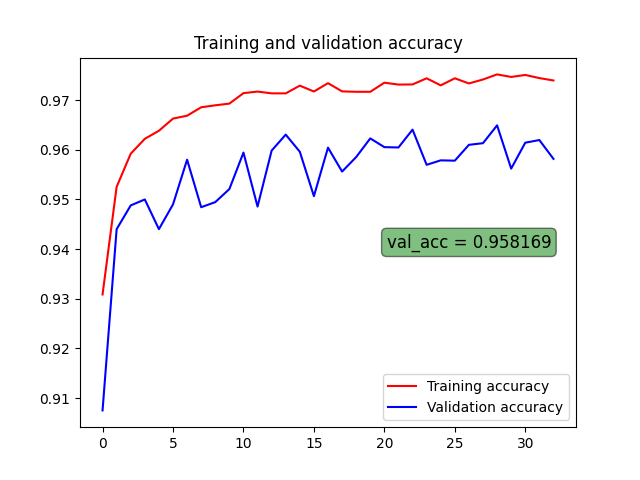 Training and validation accuracy
0.97
0.96
0.95
0.94
0.93
0.92
0.91
val_acc = 0.958169
Training accuracy
Validation accuracy
0 5 10 15 20 25 30